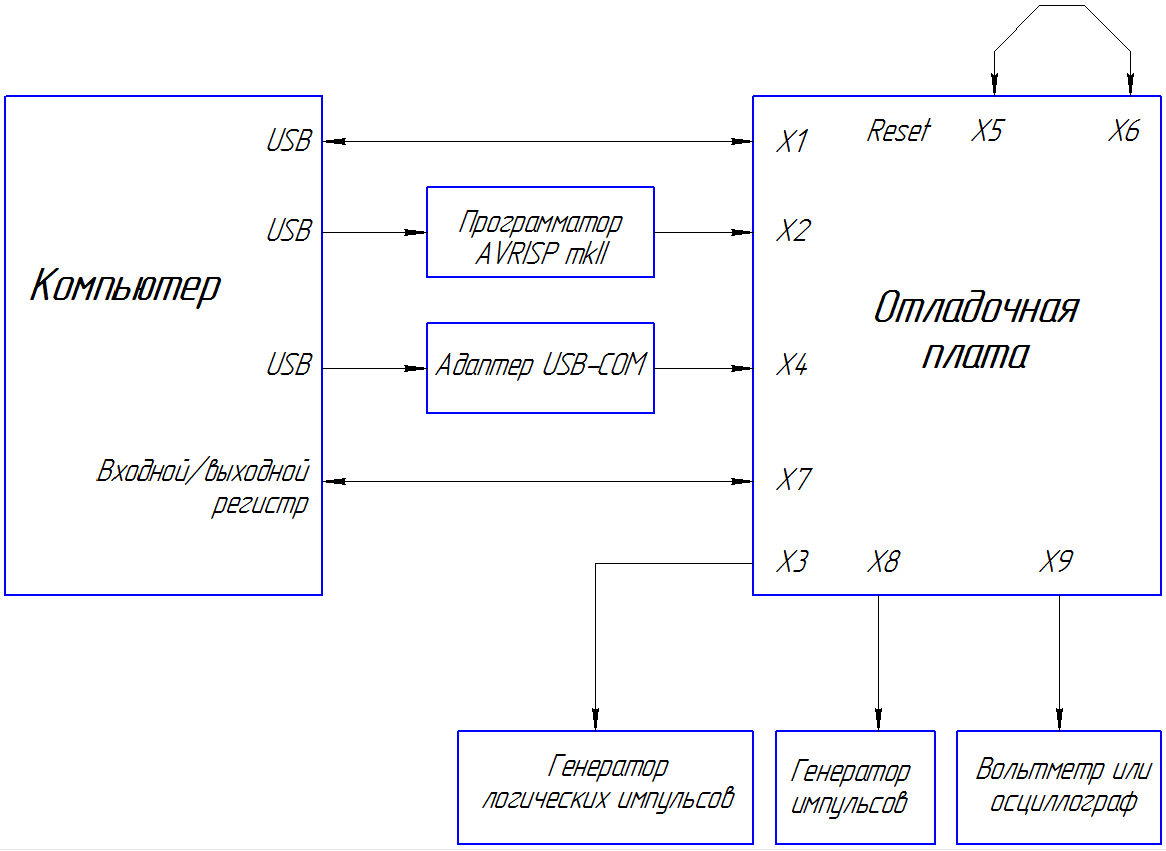 Reset X5 X6
USB X1
USB Программатор X2
AVRISP mkII
Компьютер
Отладочная
плата
USB Адаптер USB-COM X4
Входной/выходной X7
регистр
X3 X8 X9
Генератор
логических импульсов
Генератор
импульсов
Вольтметр или
осциллограф